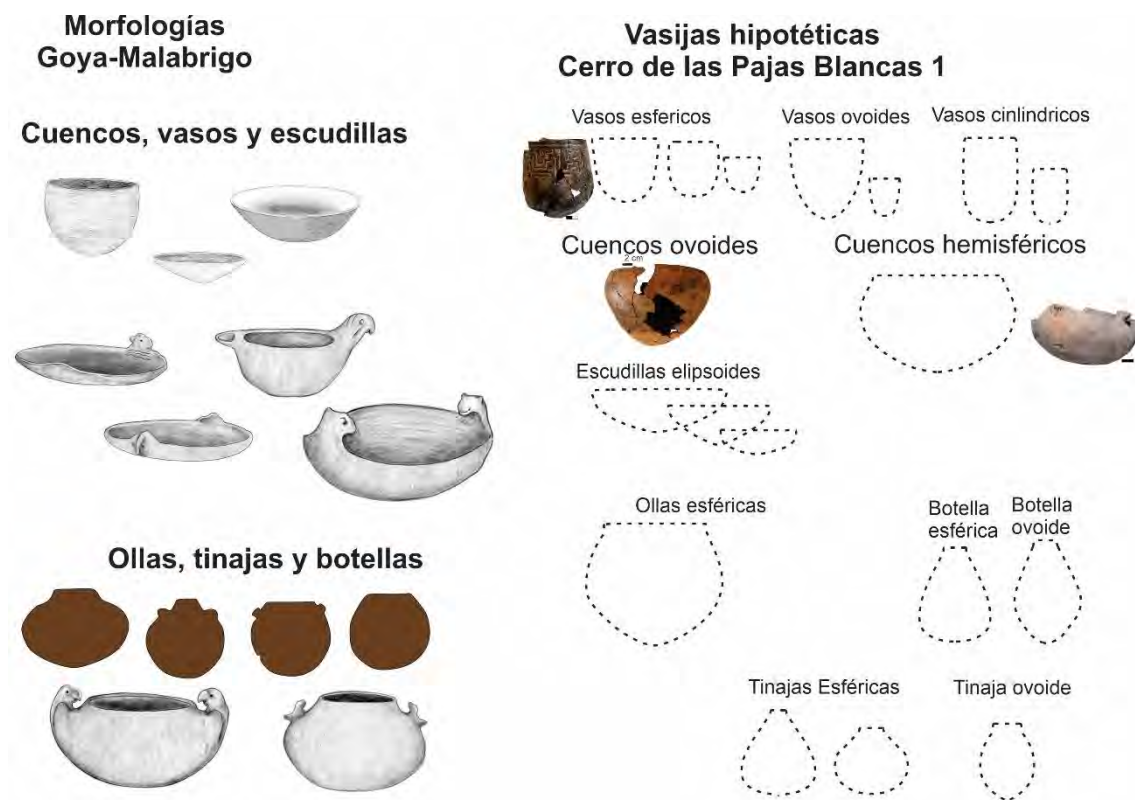 Morfologías
Goya-Malabrigo
Cuencos, vasos y escudillas
Ollas, tinajas y botellas
Vasijas hipotéticas
Cerro de las Pajas Blancas 1
Vasos esfericos
Vasos ovoides
Vasos cinlindricos
Cuencos ovoides
2 cm
Cuencos hemisféricos
Escudillas elipsoides
Ollas esféricas
Botella
esférica
Botella
ovoide
Tinajas Esféricas
Tinaja ovoide